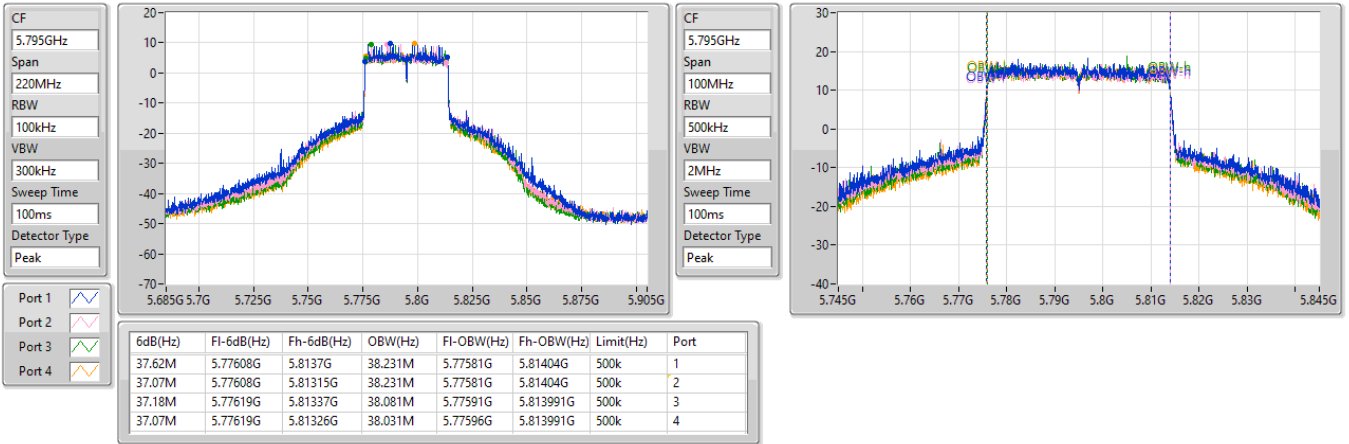 CF
5.795GHz
Span
220MHz
RBW
100kHz
VBW
300kHz
Sweep Time
100ms
Detector Type
Peak
20
10
0
-10
-20
-30
-40
-50
-60
-70
5.685G 5.7G 5.725G 5.75G 5.775G 5.8G 5.825G 5.85G 5.875G 5.905G
CF
5.795GHz
Span
100MHz
RBW
500kHz
VBW
2MHz
Sweep Time
100ms
Detector Type
Peak
30
20
10
0
-10
-20
-30
-40
5.745G 5.76G 5.77G 5.78G 5.79G 5.8G 5.81G 5.82G 5.83G 5.845G
Port 1
Port 2
Port 3
Port 4
6dB(Hz) Fl-6dB(Hz) Fh-6dB(Hz) OBW(Hz) Fl-OBW(Hz) Fh-OBW(Hz) Limit(Hz) Port
37.62M 5.77608G 5.8137G 38.231M 5.77581G 5.81404G 500k 1
37.07M 5.77608G 5.81315G 38.231M 5.77581G 5.81404G 500k 2
37.18M 5.77619G 5.81337G 38.081M 5.77591G 5.813991G 500k 3
37.07M 5.77619G 5.81326G 38.031M 5.77596G 5.813991G 500k 4